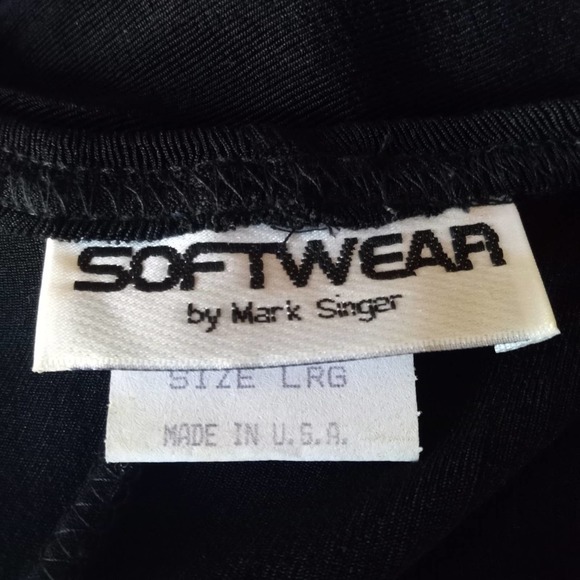 SOFTWEAR
by Mark Singer
SIZE LRG
MADE IN U.S.A.